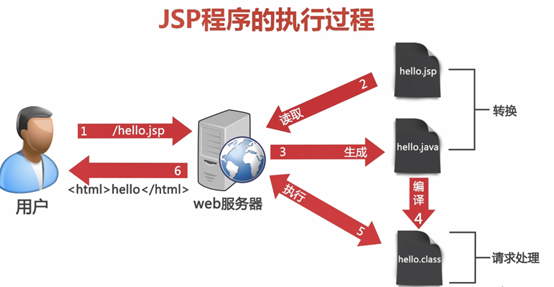 JSP程序的执行过程
hello.jsp
2
读取
转换
1 /hello.jsp
3 生成
hello.java
6
<html>hello</html>
用户
web服务器
编译
4
执行
5
hello.class
请求处理